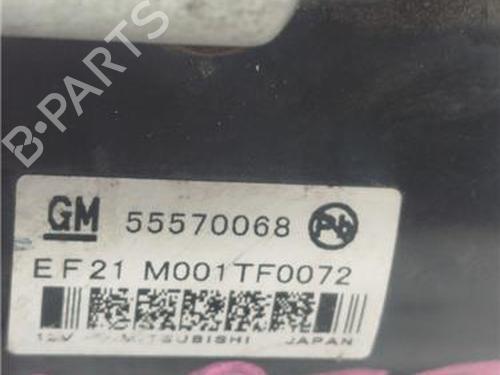 B-PARTS
GM 55570068 Pb
EF21 M001TF0072
12V MITSUBISHI JAPAN